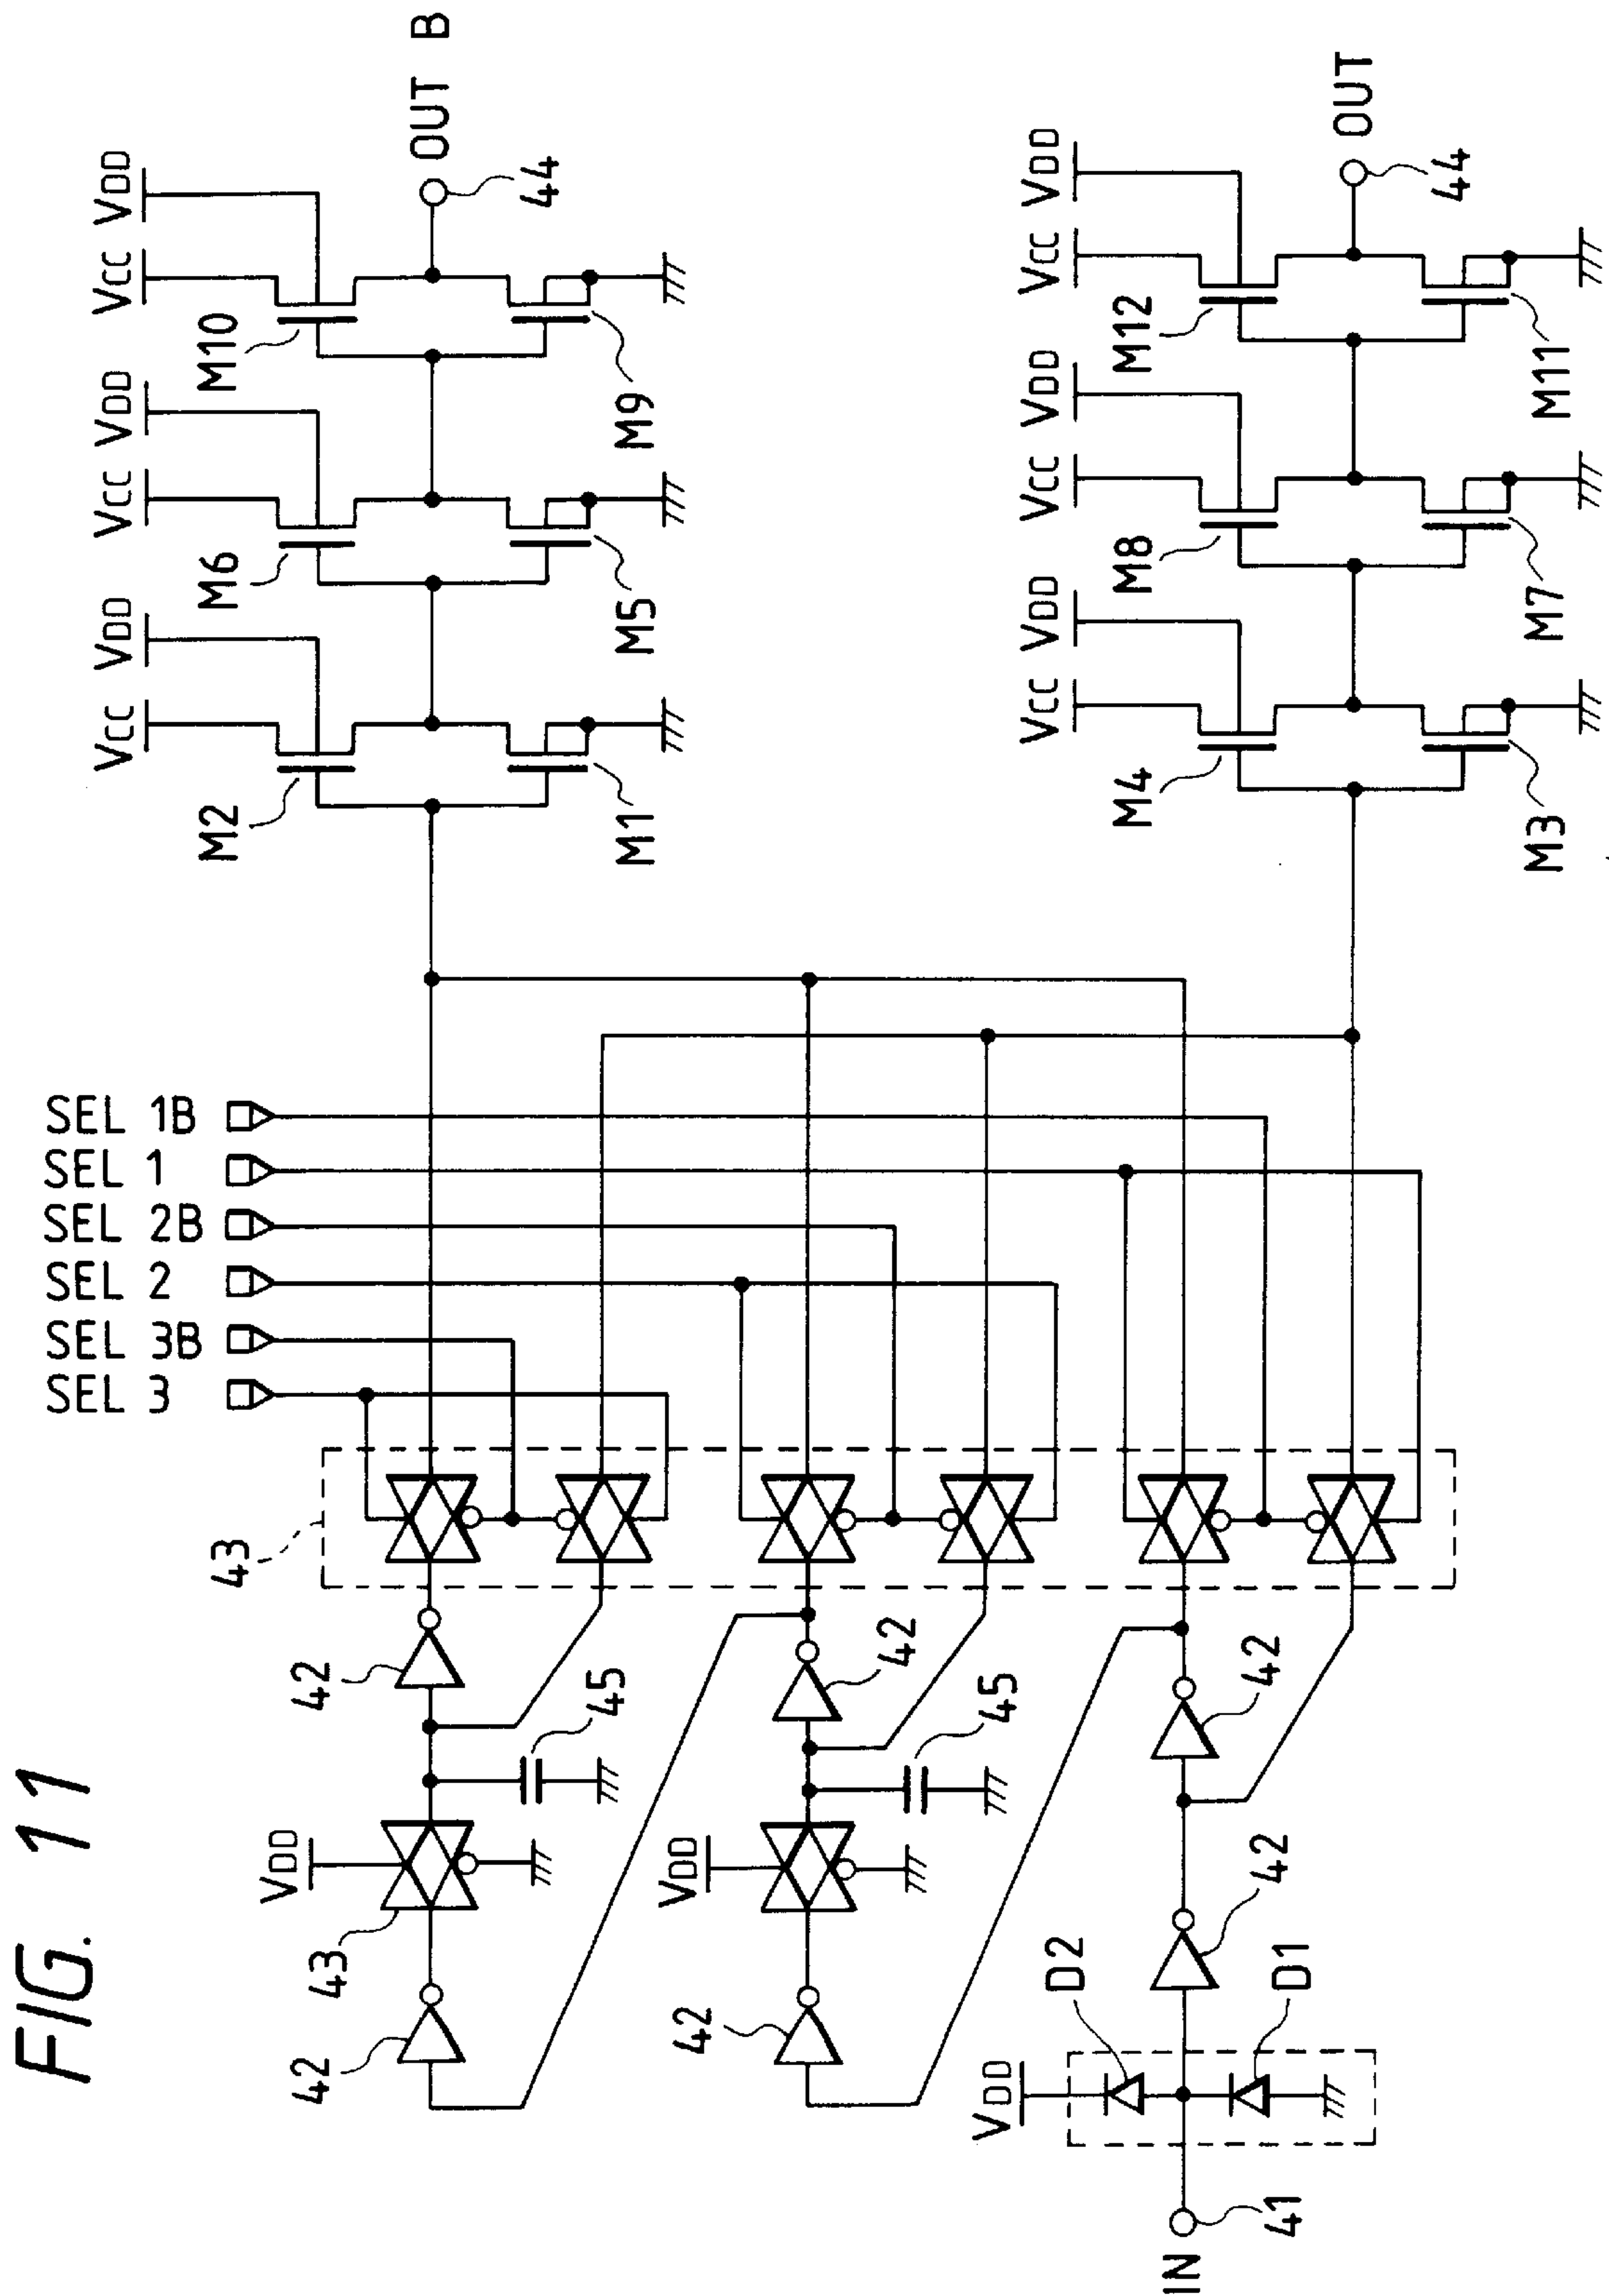 FIG. 11
SEL 1B
SEL 1
SEL 2B
SEL 2
SEL 3B
SEL 3
VCC VDD
VCC VDD
VCC VDD
M2
M6
M10
M1
M5
M9
OUT B
44
VCC VDD
VCC VDD
VCC VDD
M4
M8
M12
M3
M7
M11
OUT
44
43
42
45
VDD
43
42
42
45
VDD
42
42
42
D2
D1
VDD
41
IN